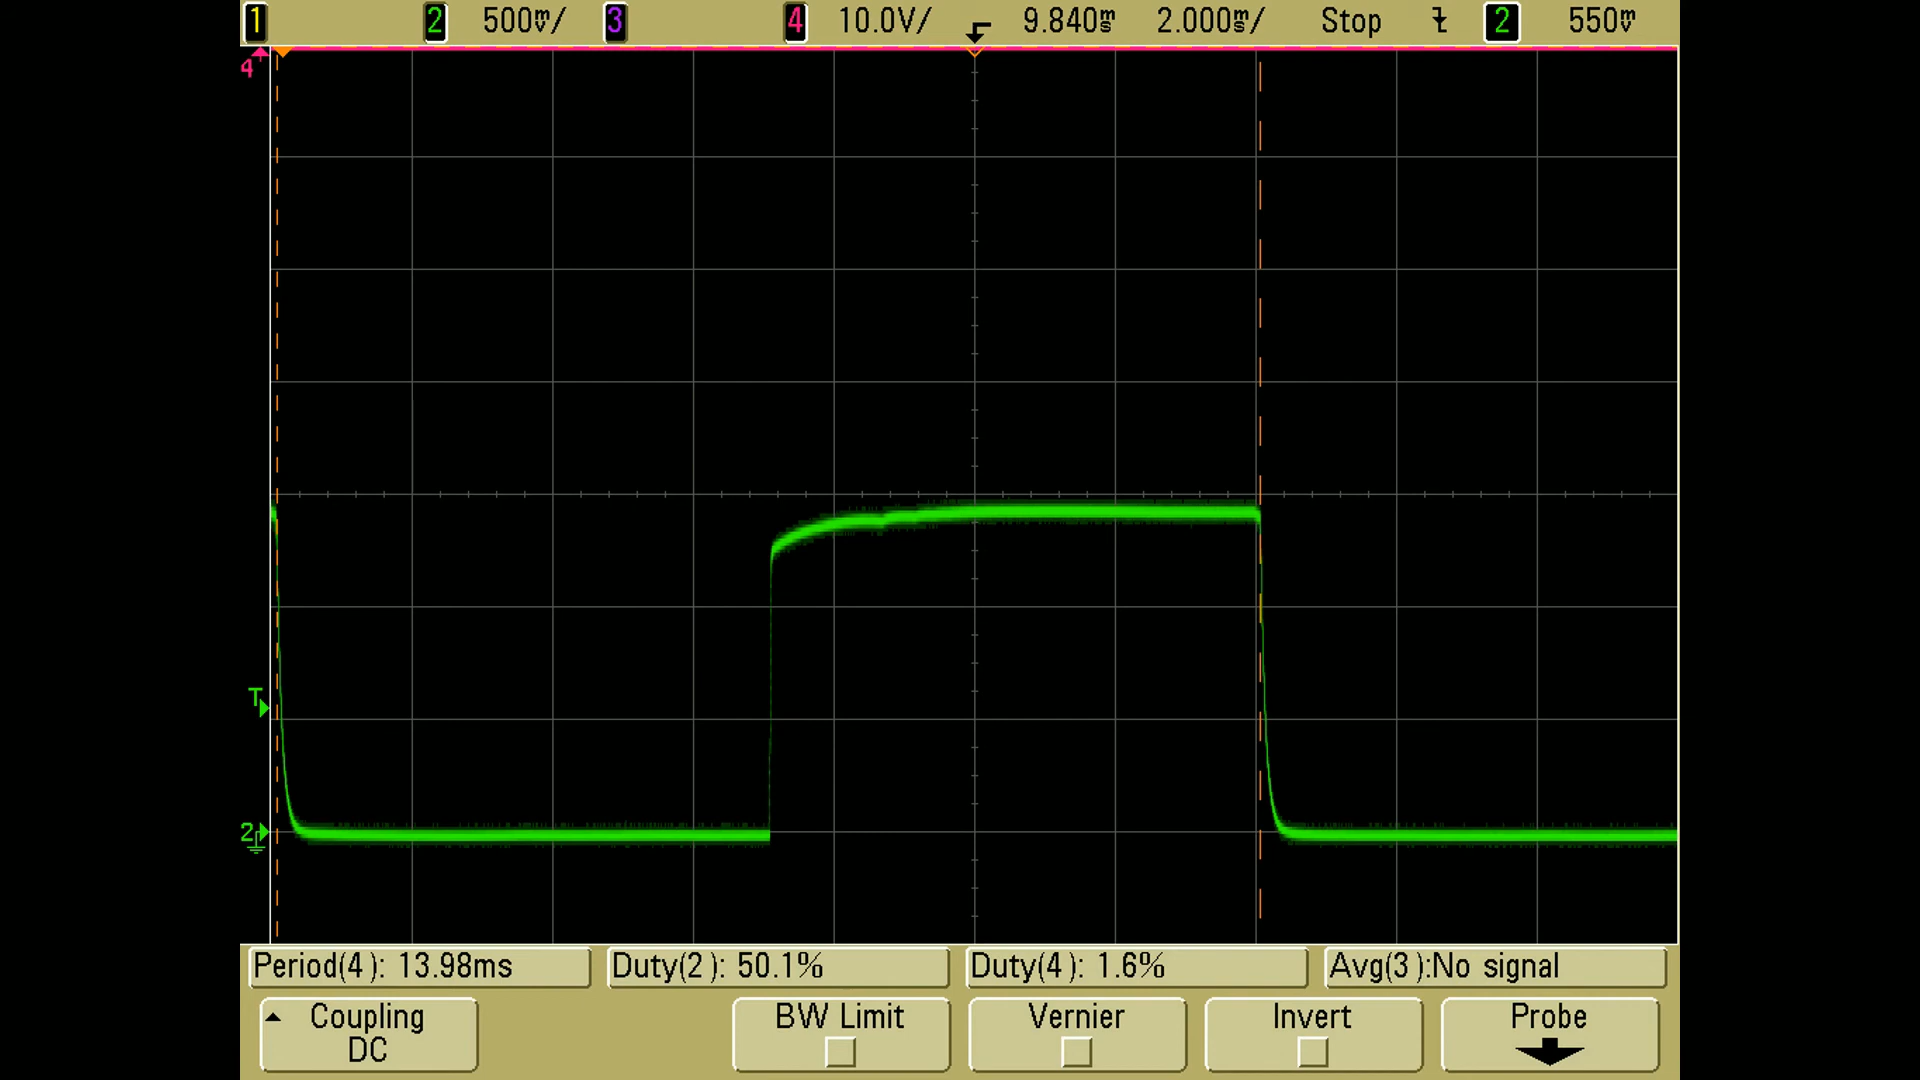 1 2 500mV/ 3 4 10.0V/ 9.840ms 2.000ms/ Stop 2 550mV
4
T
2
Period(4): 13.98ms Duty(2): 50.1% Duty(4): 1.6% Avg(3):No signal
Coupling BW Limit Vernier Invert Probe
DC